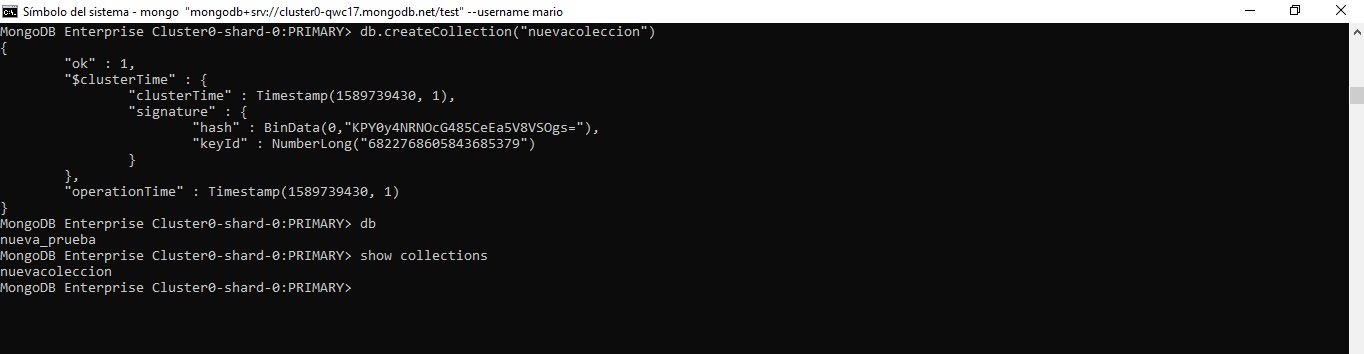 Símbolo del sistema - mongo  "mongodb+srv://cluster0-qwc17.mongodb.net/test" --username mario
MongoDB Enterprise Cluster0-shard-0:PRIMARY> db.createCollection("nuevacoleccion")
{
        "ok" : 1,
        "$clusterTime" : {
                "clusterTime" : Timestamp(1589739430, 1),
                "signature" : {
                        "hash" : BinData(0,"KPY0y4NRNOcG485CeEa5V8VSOgs="),
                        "keyId" : NumberLong("6822768605843685379")
                }
        },
        "operationTime" : Timestamp(1589739430, 1)
}
MongoDB Enterprise Cluster0-shard-0:PRIMARY> db
nueva_prueba
MongoDB Enterprise Cluster0-shard-0:PRIMARY> show collections
nuevacoleccion
MongoDB Enterprise Cluster0-shard-0:PRIMARY>